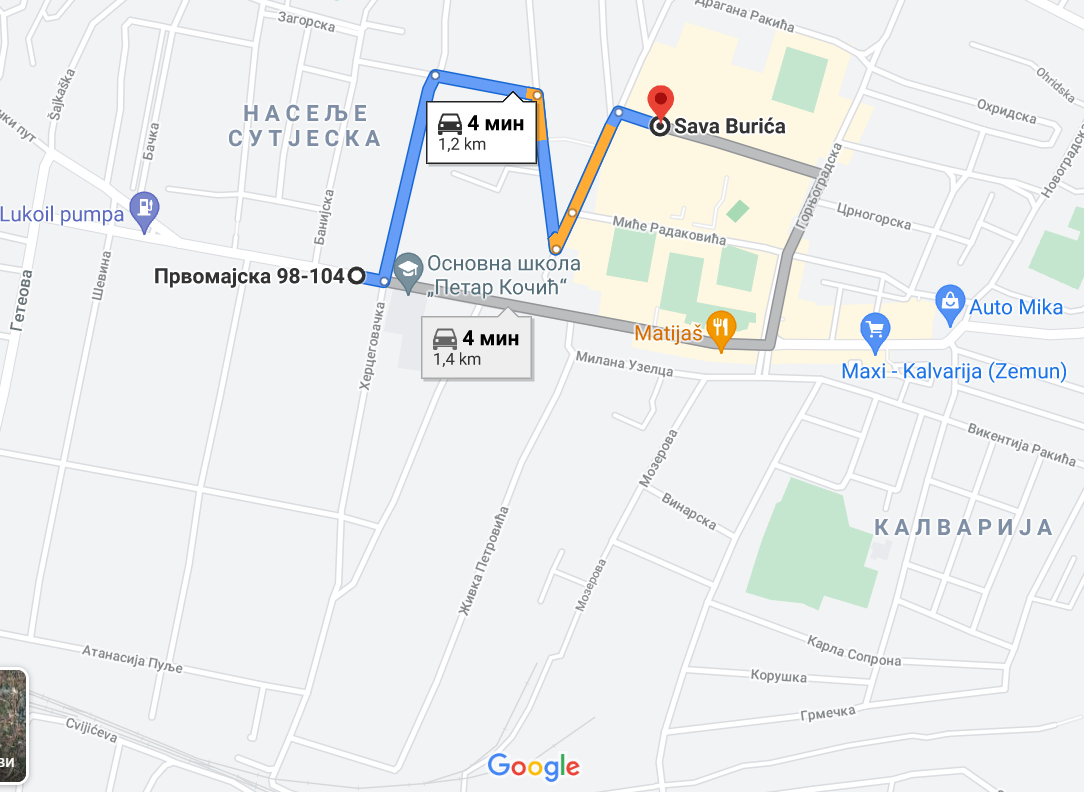 Драгана Ракића
Загорска
Ohridska
Шajkaška
Охридска
НАСЕЉЕ
СУТЈЕСКА
4 мин
1,2 km
Sava Burića
ки пут
Бачка
Новоградска
Горњоградска
Lukoil pumpa
Банијска
Црногорска
Миће Радаковића
Шевина
Гетеова
Првомајска 98-104
Основна школа
„Петар Кочић“
Auto Mika
Matijaš
4 мин
1,4 km
Херцеговачка
Милана Узелца
Maxi - Kalvarija (Zemun)
Викентија Ракића
Мозерова
Винарска
КАЛВАРИЈА
Живка Петровића
Мозерова
Карла Сопрона
Атанасија Пуље
Корушка
Грмечка
Cvijićeva
ви
Google